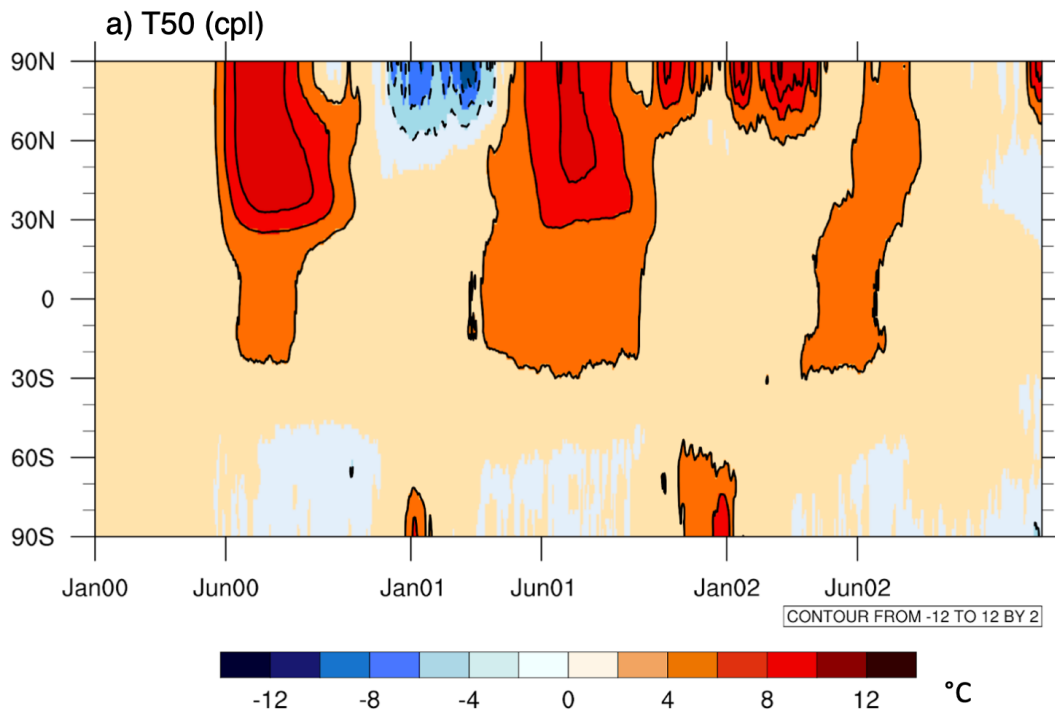 a) T50 (cpl)
90N
60N
30N
0
30S
60S
90S
Jan00 Jun00 Jan01 Jun01 Jan02 Jun02
CONTOUR FROM -12 TO 12 BY 2
-12 -8 -4 0 4 8 12 °C